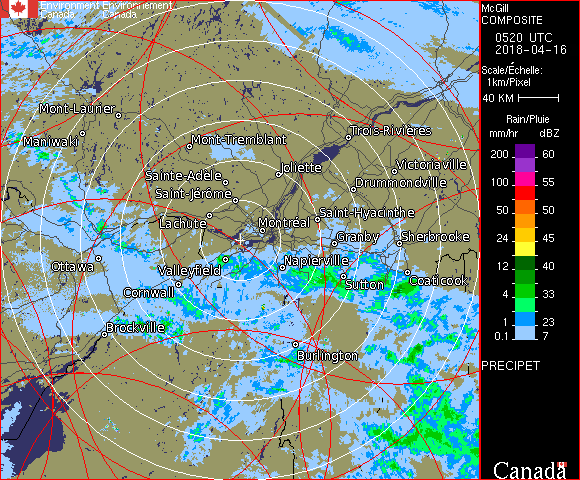 Environment Environnement
Canada Canada
Mont-Laurier
Maniwaki
Mont-Tremblant
Trois-Rivières
Sainte-Adèle
Joliette
Victoriaville
Saint-Jérôme
Drummondville
Lachute
Montréal
Saint-Hyacinthe
Granby
Sherbrooke
Ottawa
Valleyfield
Napierville
Cornwall
Sutton
Coaticook
Brockville
Burlington
McGill
COMPOSITE
0520 UTC
2018-04-16
Scale/Échelle:
1km/Pixel
40 KM
Rain/Pluie
mm/hr dBZ
200 60
100 55
50 50
24 45
12 40
4 33
1 23
0.1 7
PRECIPET
Canada